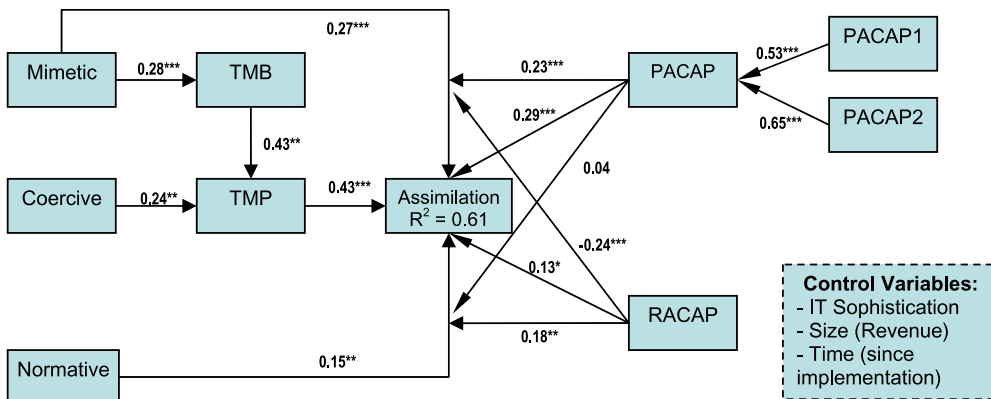 0.27***
Mimetic
0.28***
TMB
0.23***
PACAP
0.53***
PACAP1
0.29***
0.65***
PACAP2
0.43**
0.04
Coercive
0.24**
TMP
0.43***
Assimilation
R² = 0.61
-0.24***
0.13*
RACAP
0.18**
Normative
0.15**
Control Variables:
- IT Sophistication
- Size (Revenue)
- Time (since
implementation)